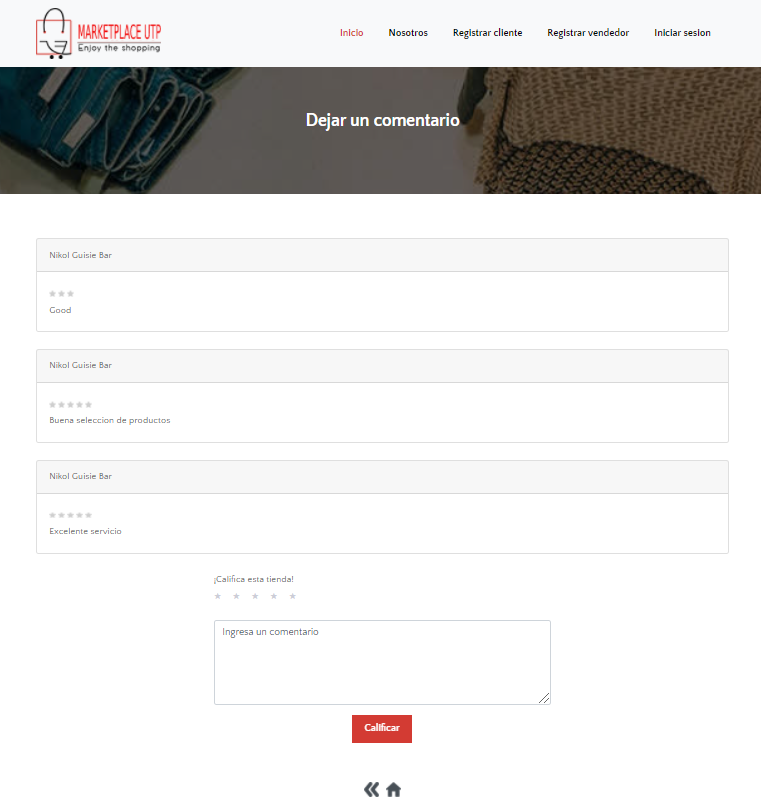 MARKETPLACE UTP
Enjoy the shopping
Inicio Nosotros Registrar cliente Registrar vendedor Iniciar sesion
Dejar un comentario
Nikol Guisie Bar
Good
Nikol Guisie Bar
Buena seleccion de productos
Nikol Guisie Bar
Excelente servicio
¡Califica esta tienda!
Ingresa un comentario
Calificar